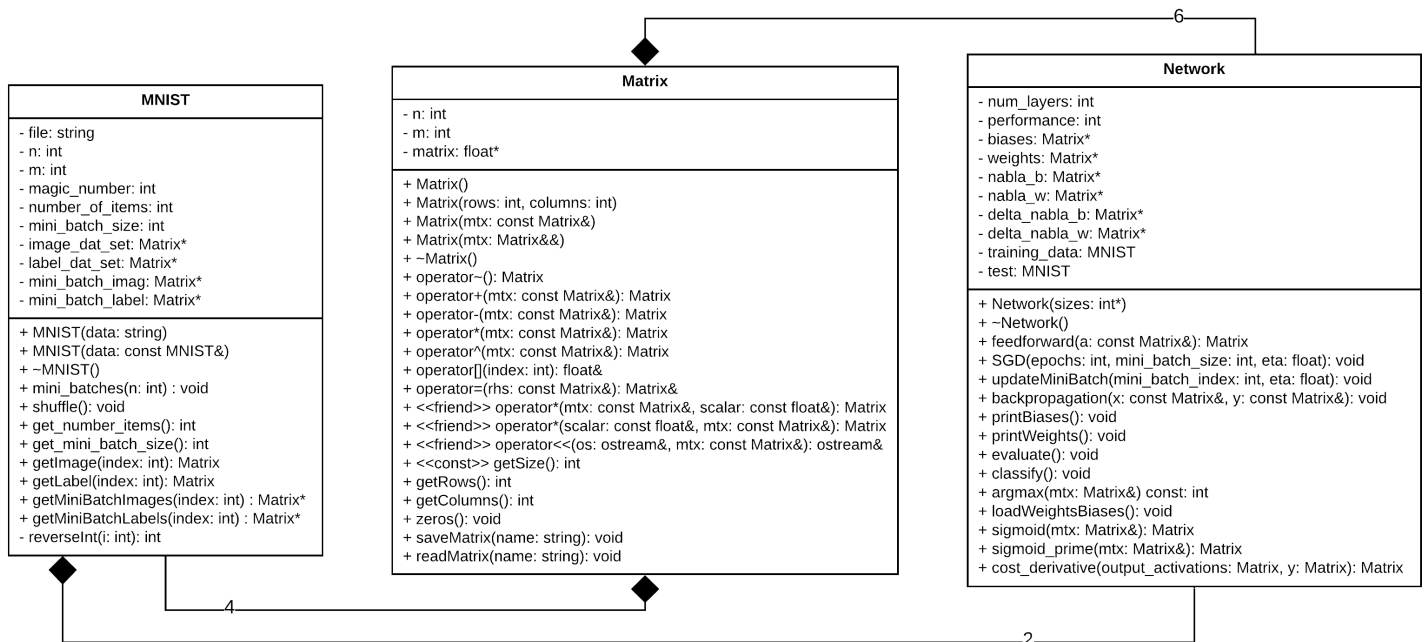 6
MNIST
- file: string
- n: int
- m: int
- magic_number: int
- number_of_items: int
- mini_batch_size: int
- image_dat_set: Matrix*
- label_dat_set: Matrix*
- mini_batch_imag: Matrix*
- mini_batch_label: Matrix*
+ MNIST(data: string)
+ MNIST(data: const MNIST&)
+ ~MNIST()
+ mini_batches(n: int) : void
+ shuffle(): void
+ get_number_items(): int
+ get_mini_batch_size(): int
+ getImage(index: int): Matrix
+ getLabel(index: int): Matrix
+ getMiniBatchImages(index: int) : Matrix*
+ getMiniBatchLabels(index: int) : Matrix*
- reverseInt(i: int): int
Matrix
- n: int
- m: int
- matrix: float*
+ Matrix()
+ Matrix(rows: int, columns: int)
+ Matrix(mtx: const Matrix&)
+ Matrix(mtx: Matrix&&)
+ ~Matrix()
+ operator~(): Matrix
+ operator+(mtx: const Matrix&): Matrix
+ operator-(mtx: const Matrix&): Matrix
+ operator*(mtx: const Matrix&): Matrix
+ operator^(mtx: const Matrix&): Matrix
+ operator[](index: int): float&
+ operator=(rhs: const Matrix&): Matrix&
+ <<friend>> operator*(mtx: const Matrix&, scalar: const float&): Matrix
+ <<friend>> operator*(scalar: const float&, mtx: const Matrix&): Matrix
+ <<friend>> operator<<(os: ostream&, mtx: const Matrix&): ostream&
+ <<const>> getSize(): int
+ getRows(): int
+ getColumns(): int
+ zeros(): void
+ saveMatrix(name: string): void
+ readMatrix(name: string): void
Network
- num_layers: int
- performance: int
- biases: Matrix*
- weights: Matrix*
- nabla_b: Matrix*
- nabla_w: Matrix*
- delta_nabla_b: Matrix*
- delta_nabla_w: Matrix*
- training_data: MNIST
- test: MNIST
+ Network(sizes: int*)
+ ~Network()
+ feedforward(a: const Matrix&): Matrix
+ SGD(epochs: int, mini_batch_size: int, eta: float): void
+ updateMiniBatch(mini_batch_index: int, eta: float): void
+ backpropagation(x: const Matrix&, y: const Matrix&): void
+ printBiases(): void
+ printWeights(): void
+ evaluate(): void
+ classify(): void
+ argmax(mtx: Matrix&) const: int
+ loadWeightsBiases(): void
+ sigmoid(mtx: Matrix&): Matrix
+ sigmoid_prime(mtx: Matrix&): Matrix
+ cost_derivative(output_activations: Matrix, y: Matrix): Matrix
4
2